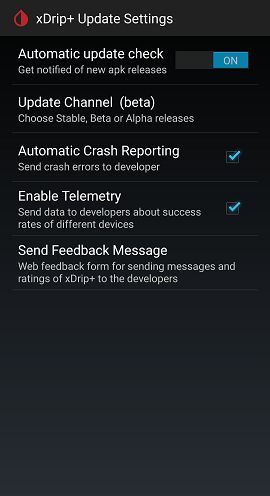 xDrip+ Update Settings
Automatic update check
Get notified of new apk releases
ON
Update Channel (beta)
Choose Stable, Beta or Alpha releases
Automatic Crash Reporting
Send crash errors to developer
Enable Telemetry
Send data to developers about success
rates of different devices
Send Feedback Message
Web feedback form for sending messages and
ratings of xDrip+ to the developers